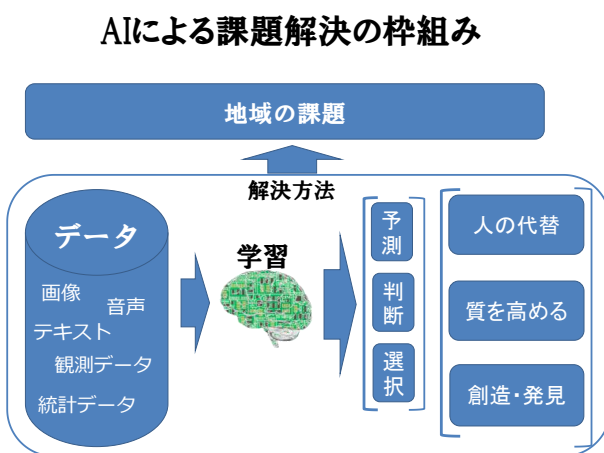 AIによる課題解決の枠組み
地域の課題
解決方法
データ
画像
音声
テキスト
観測データ
統計データ
学習
予測
判断
選択
人の代替
質を高める
創造・発見